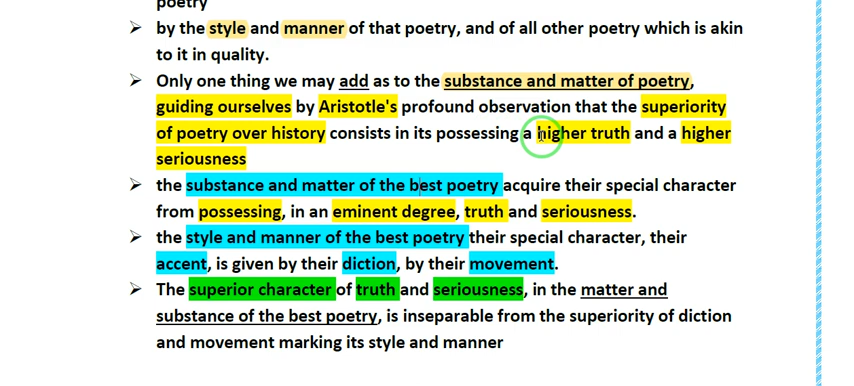 poetry
➢ by the style and manner of that poetry, and of all other poetry which is akin
to it in quality.
➢ Only one thing we may add as to the substance and matter of poetry,
guiding ourselves by Aristotle's profound observation that the superiority
of poetry over history consists in its possessing a higher truth and a higher
seriousness
➢ the substance and matter of the best poetry acquire their special character
from possessing, in an eminent degree, truth and seriousness.
➢ the style and manner of the best poetry their special character, their
accent, is given by their diction, by their movement.
➢ The superior character of truth and seriousness, in the matter and
substance of the best poetry, is inseparable from the superiority of diction
and movement marking its style and manner